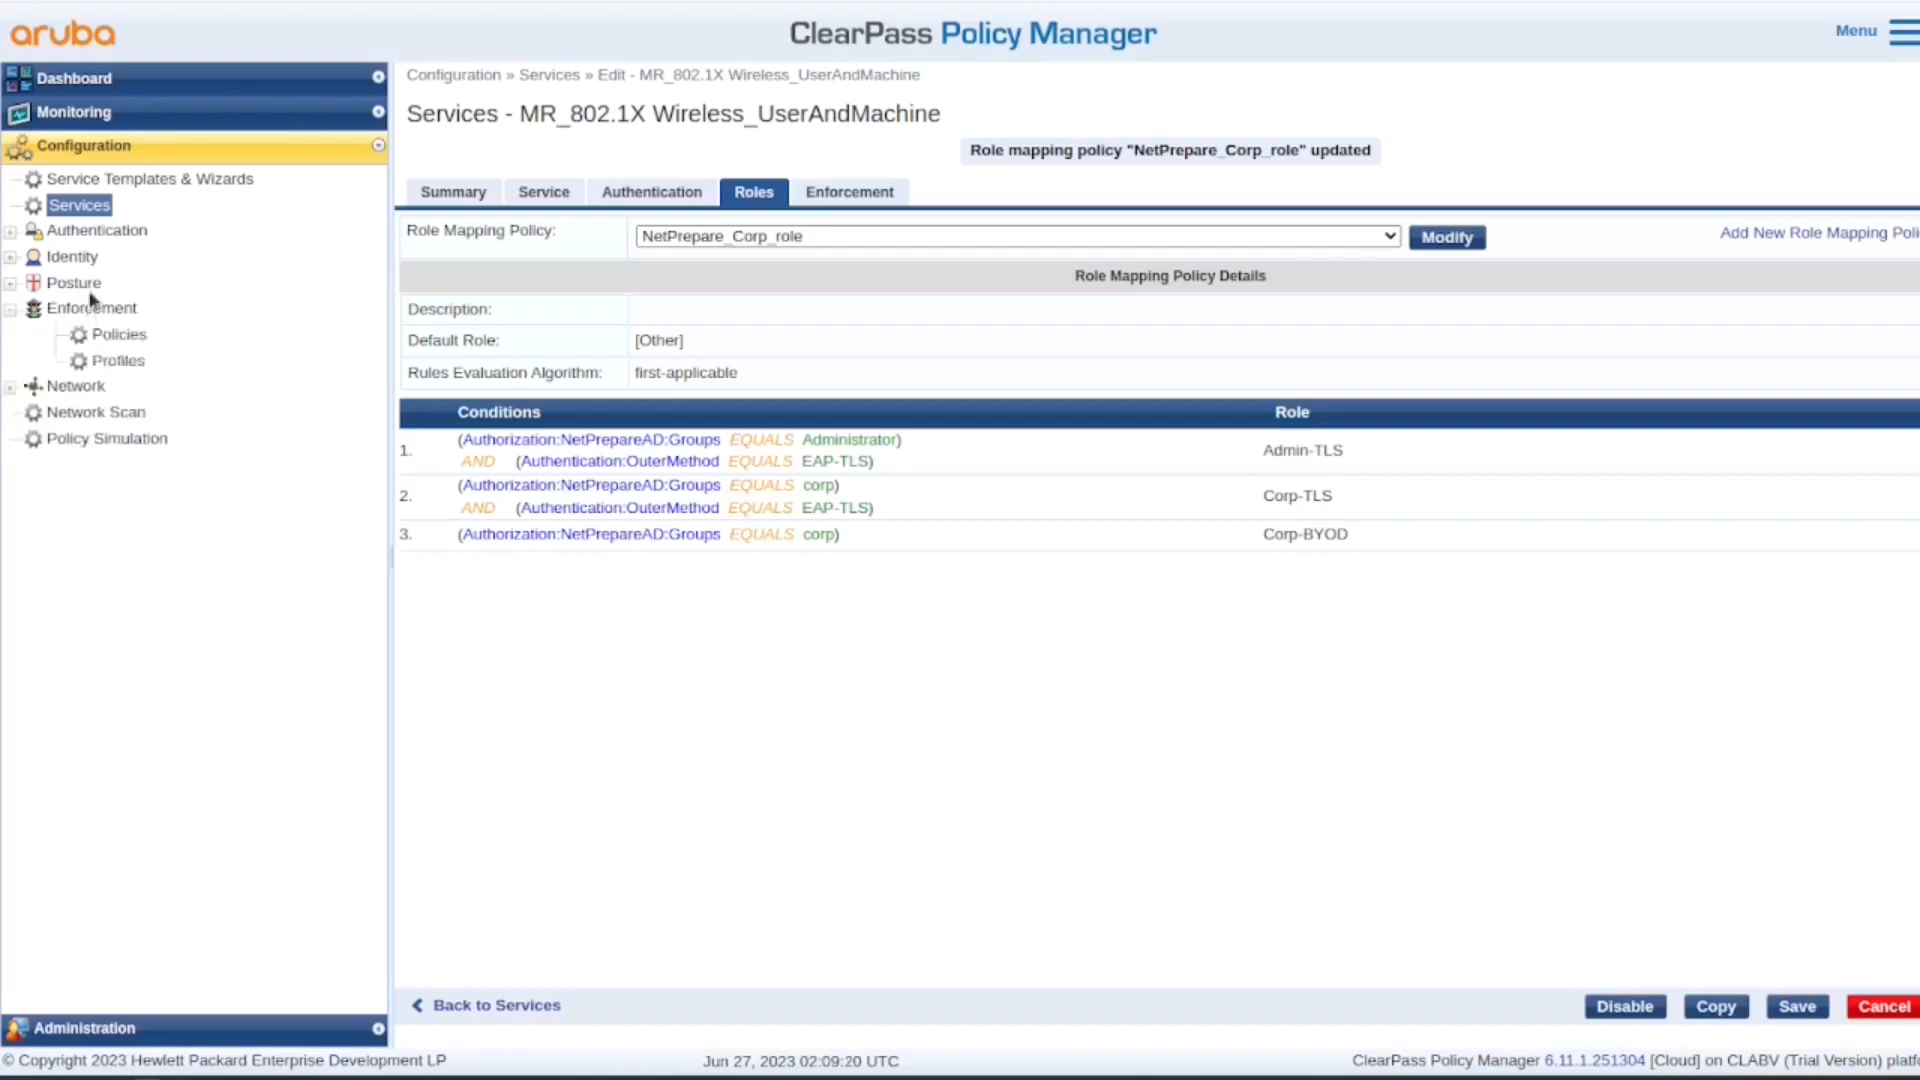 aruba
ClearPass Policy Manager
Menu
Dashboard
Monitoring
Configuration
Service Templates & Wizards
Services
Authentication
Identity
Posture
Enforcement
Policies
Profiles
Network
Network Scan
Policy Simulation
Administration
Configuration » Services » Edit - MR_802.1X Wireless_UserAndMachine
Services - MR_802.1X Wireless_UserAndMachine
Role mapping policy "NetPrepare_Corp_role" updated
Summary Service Authentication Roles Enforcement
Role Mapping Policy: NetPrepare_Corp_role Modify Add New Role Mapping Poli
Role Mapping Policy Details
Description:
Default Role: [Other]
Rules Evaluation Algorithm: first-applicable
Conditions Role
1. (Authorization:NetPrepareAD:Groups EQUALS Administrator)
AND (Authentication:OuterMethod EQUALS EAP-TLS) Admin-TLS
2. (Authorization:NetPrepareAD:Groups EQUALS corp)
AND (Authentication:OuterMethod EQUALS EAP-TLS) Corp-TLS
3. (Authorization:NetPrepareAD:Groups EQUALS corp) Corp-BYOD
Back to Services Disable Copy Save Cancel
© Copyright 2023 Hewlett Packard Enterprise Development LP Jun 27, 2023 02:09:20 UTC ClearPass Policy Manager 6.11.1.251304 [Cloud] on CLABV (Trial Version) platfo